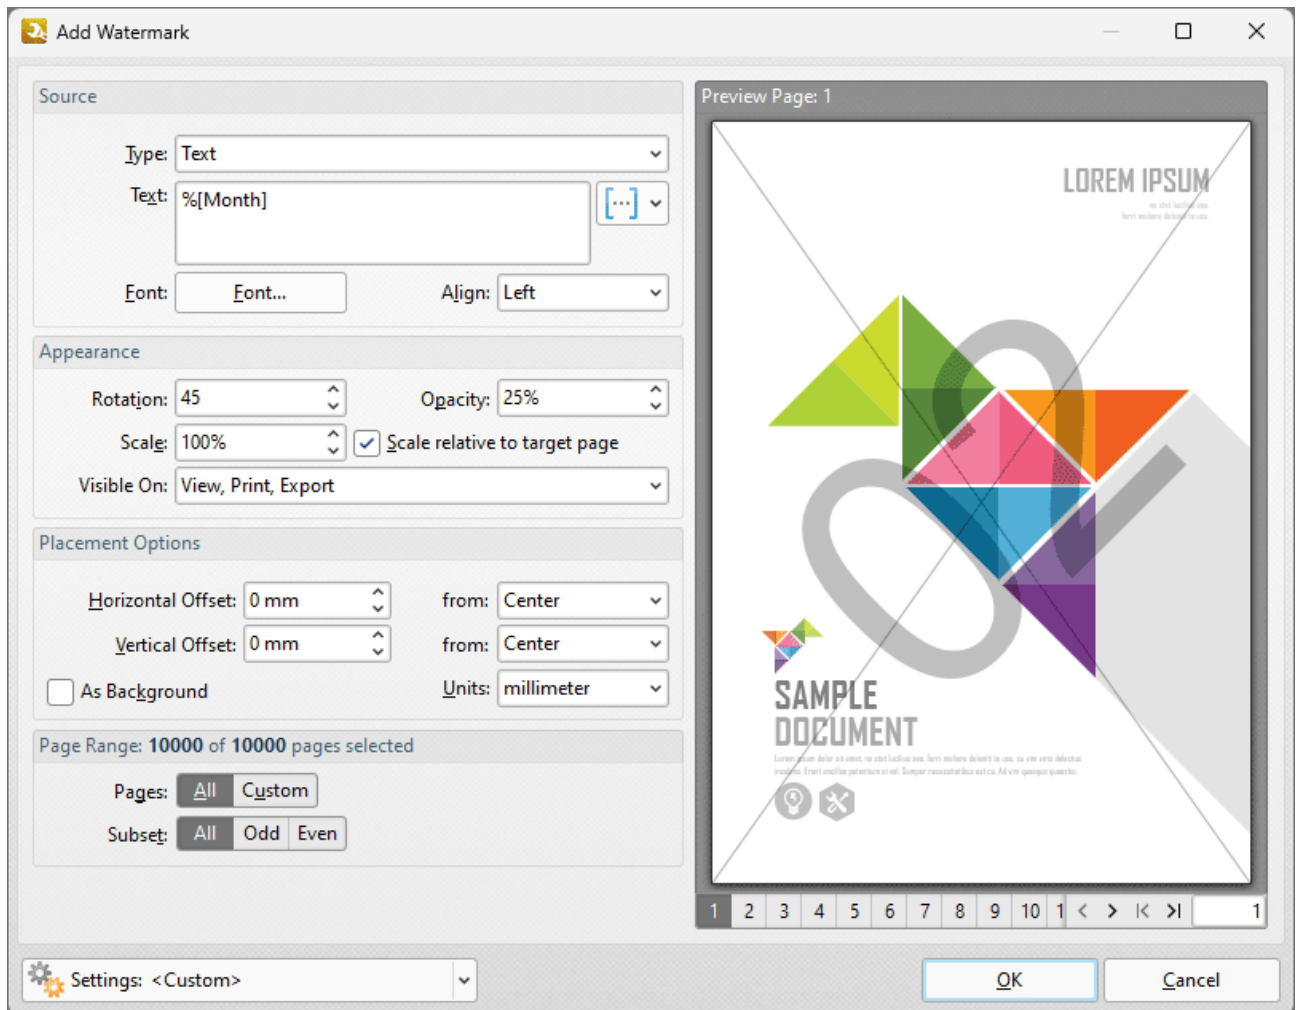 Add Watermark
Source
Type: Text
Text: %[Month]
Font: Font...
Align: Left
Appearance
Rotation: 45
Opacity: 25%
Scale: 100%
Scale relative to target page
Visible On: View, Print, Export
Placement Options
Horizontal Offset: 0 mm
from: Center
Vertical Offset: 0 mm
from: Center
As Background
Units: millimeter
Page Range: 10000 of 10000 pages selected
Pages: All Custom
Subset: All Odd Even
Settings: <Custom>
Preview Page: 1
LOREM IPSUM
02
SAMPLE
DOCUMENT
1 2 3 4 5 6 7 8 9 10 1
1
OK
Cancel